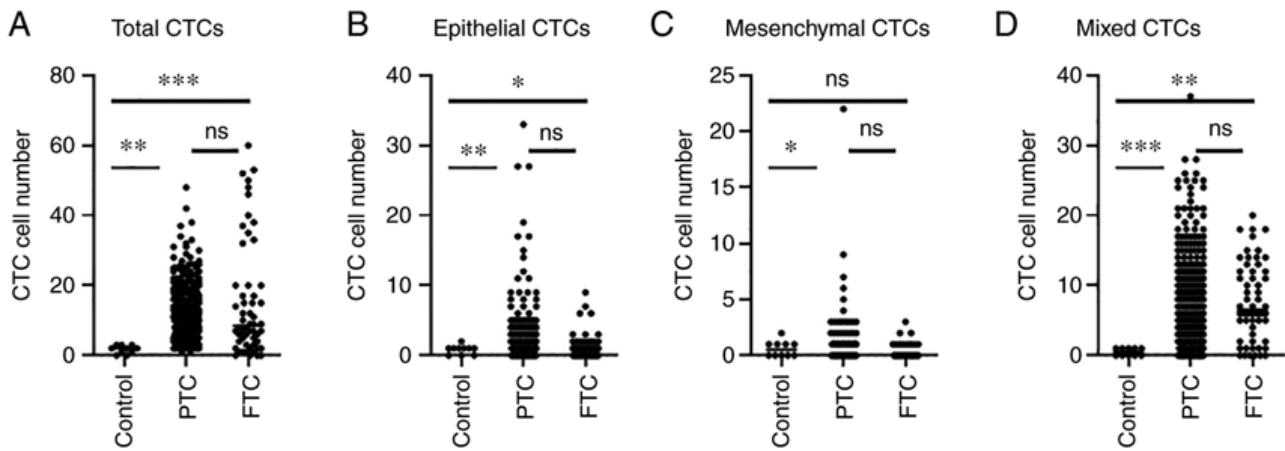 A Total CTCs
CTC cell number
80
60
40
20
0
***
**
ns
Control
PTC
FTC
B Epithelial CTCs
CTC cell number
40
30
20
10
0
*
**
ns
Control
PTC
FTC
C Mesenchymal CTCs
CTC cell number
25
20
15
10
5
0
ns
*
ns
Control
PTC
FTC
D Mixed CTCs
CTC cell number
40
30
20
10
0
**
***
ns
Control
PTC
FTC